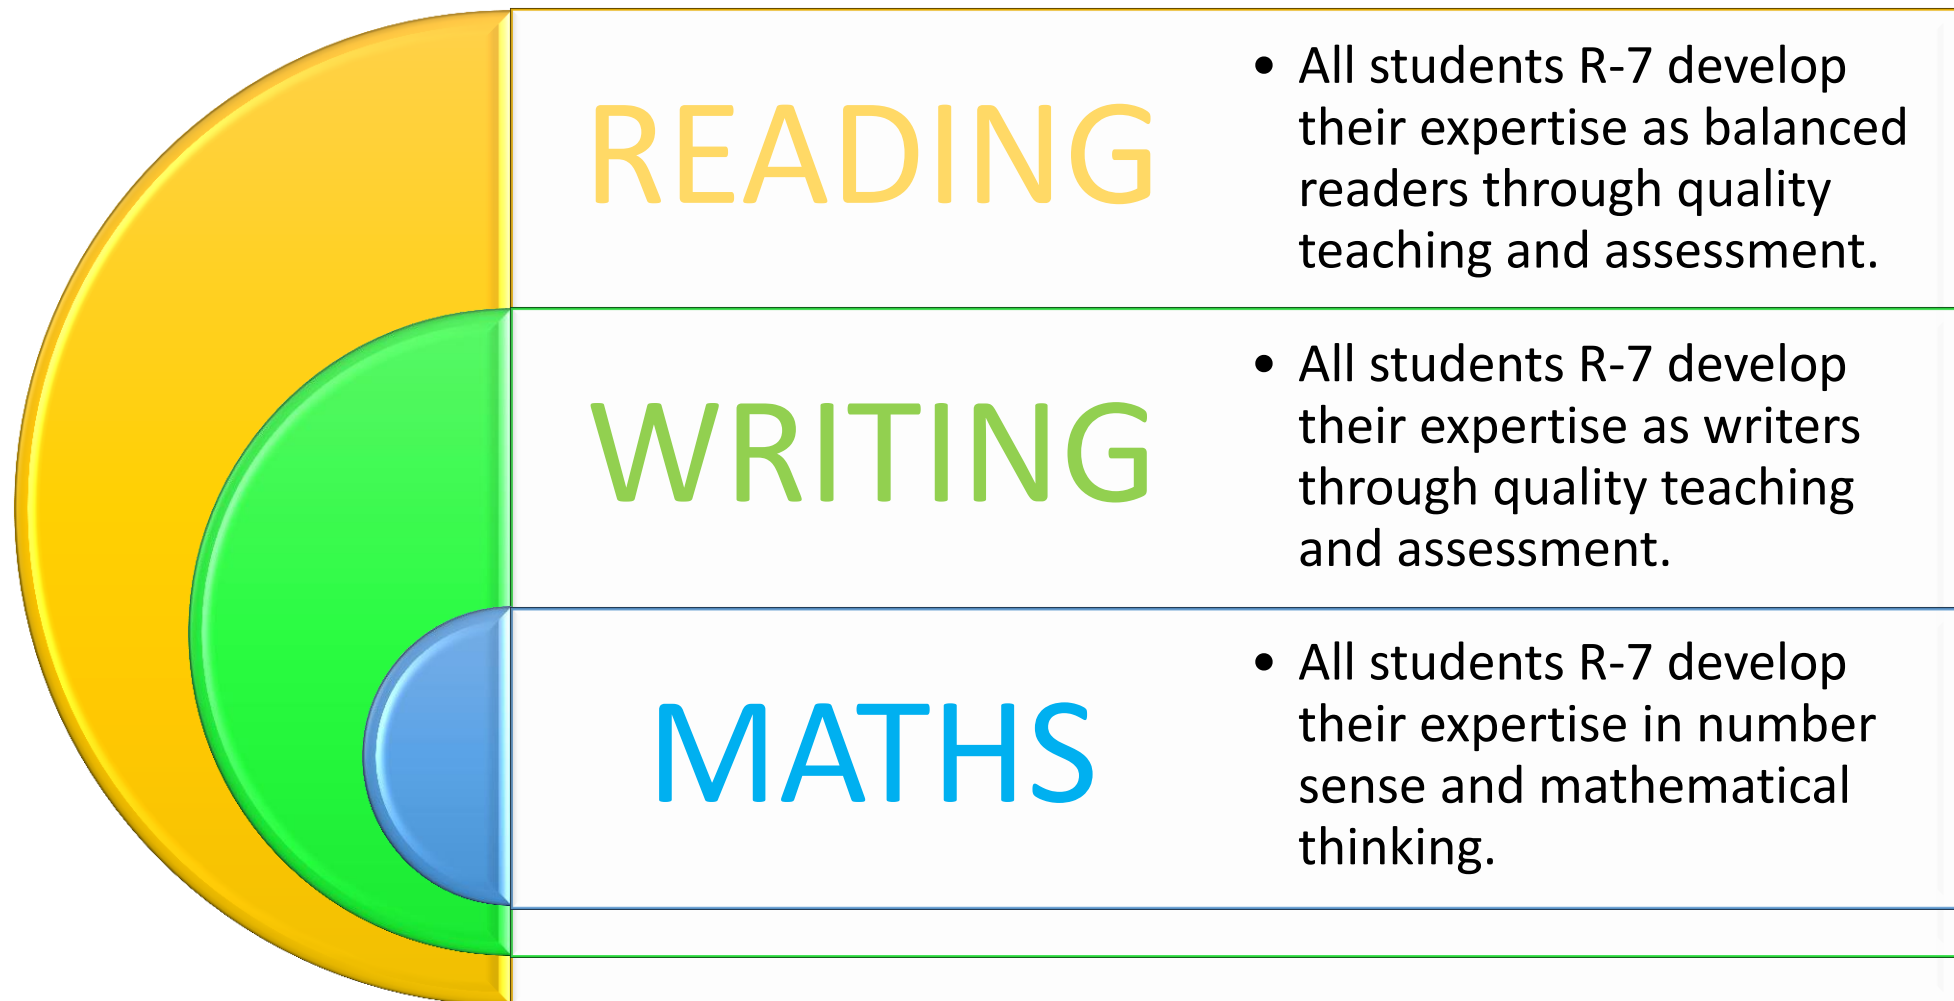 READING
• All students R-7 develop
their expertise as balanced
readers through quality
teaching and assessment.
WRITING
• All students R-7 develop
their expertise as writers
through quality teaching
and assessment.
MATHS
• All students R-7 develop
their expertise in number
sense and mathematical
thinking.